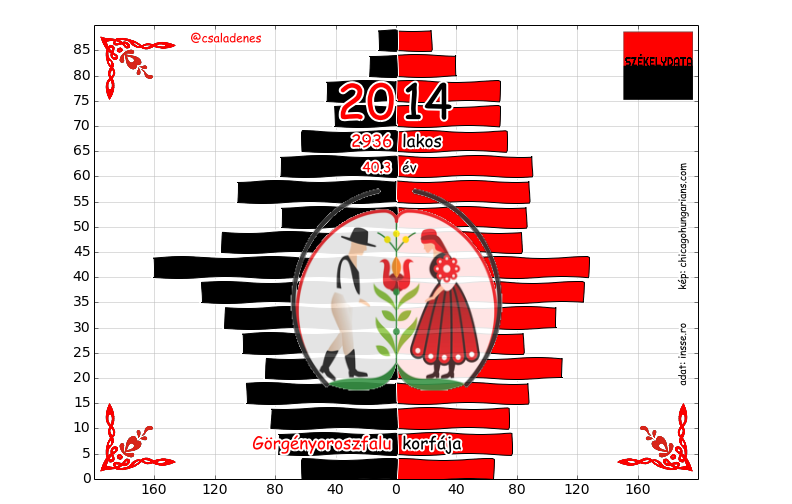 @csaladenes
SZÉKELYDATA
2014
2936 lakos
40.3 év
kép: chicagohungarians.com
adat: insse.ro
Görgényoroszfalu korfája
85
80
75
70
65
60
55
50
45
40
35
30
25
20
15
10
5
0
160 120 80 40 0 40 80 120 160